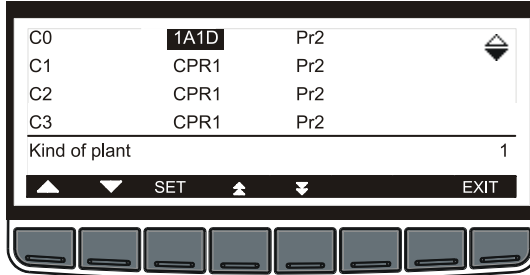 C0 1A1D Pr2
C1 CPR1 Pr2
C2 CPR1 Pr2
C3 CPR1 Pr2
Kind of plant 1
SET EXIT